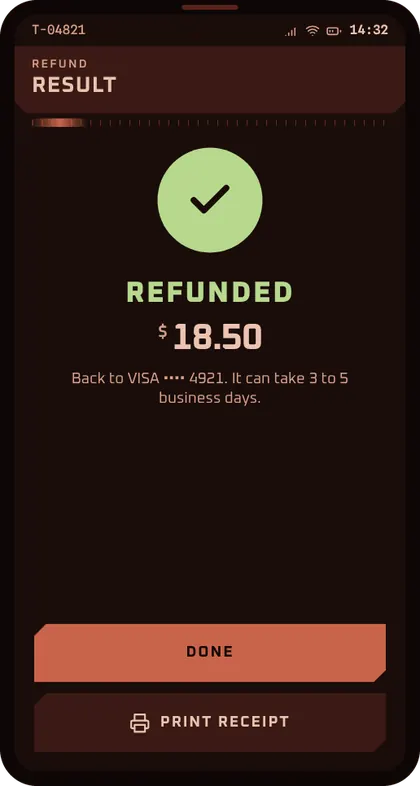 T-04821 14:32
REFUND
RESULT
REFUNDED
$18.50
Back to VISA •••• 4921. It can take 3 to 5
business days.
DONE
PRINT RECEIPT